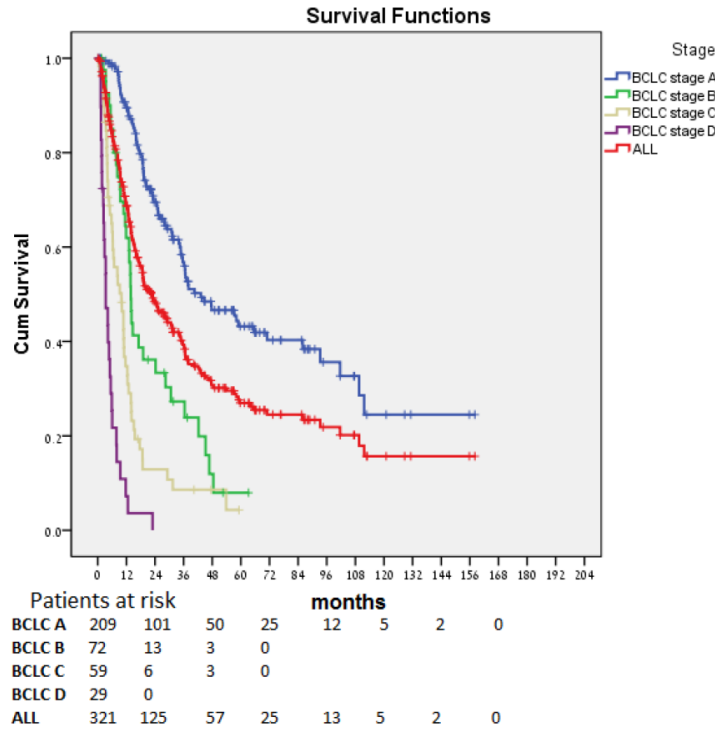 Survival Functions
Stage
BCLC stage A
BCLC stage B
BCLC stage C
BCLC stage D
ALL
Cum Survival
1.0
0.8
0.6
0.4
0.2
0.0
0 12 24 36 48 60 72 84 96 108 120 132 144 156 168 180 192 204
Patients at risk months
BCLC A 209 101 50 25 12 5 2 0
BCLC B 72 13 3 0
BCLC C 59 6 3 0
BCLC D 29 0
ALL 321 125 57 25 13 5 2 0